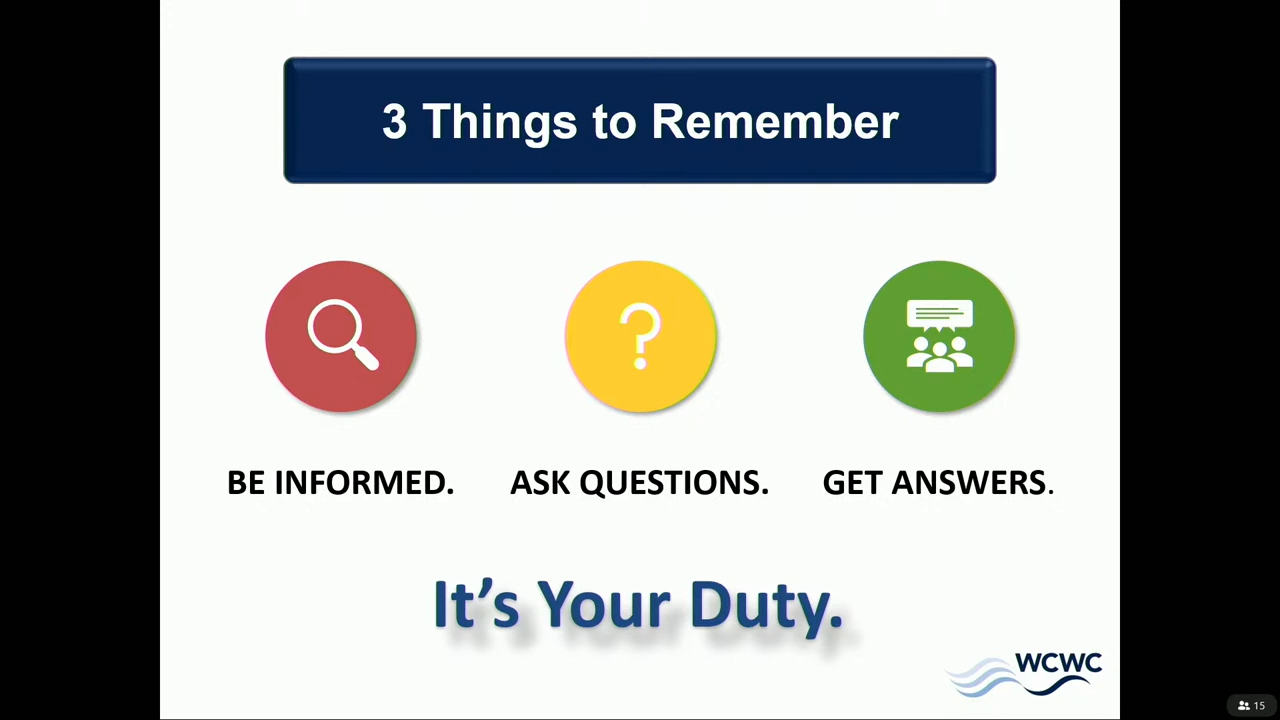 3 Things to Remember
BE INFORMED. ASK QUESTIONS. GET ANSWERS.
It’s Your Duty.
WCWC
15